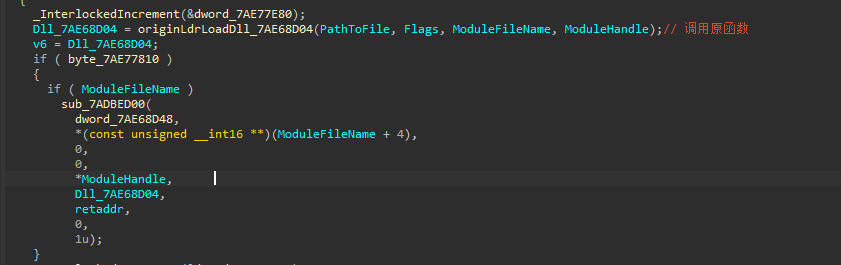 {
_InterlockedIncrement(&dword_7AE77E80);
Dll_7AE68D04 = originLdrLoadDll_7AE68D04(PathToFile, Flags, ModuleFileName, ModuleHandle);// 调用原函数
v6 = Dll_7AE68D04;
if ( byte_7AE77810 )
{
if ( ModuleFileName )
sub_7ADBED00(
dword_7AE68D48,
*(const unsigned __int16 **)(ModuleFileName + 4),
0,
0,
*ModuleHandle,
Dll_7AE68D04,
retaddr,
0,
1u);
}